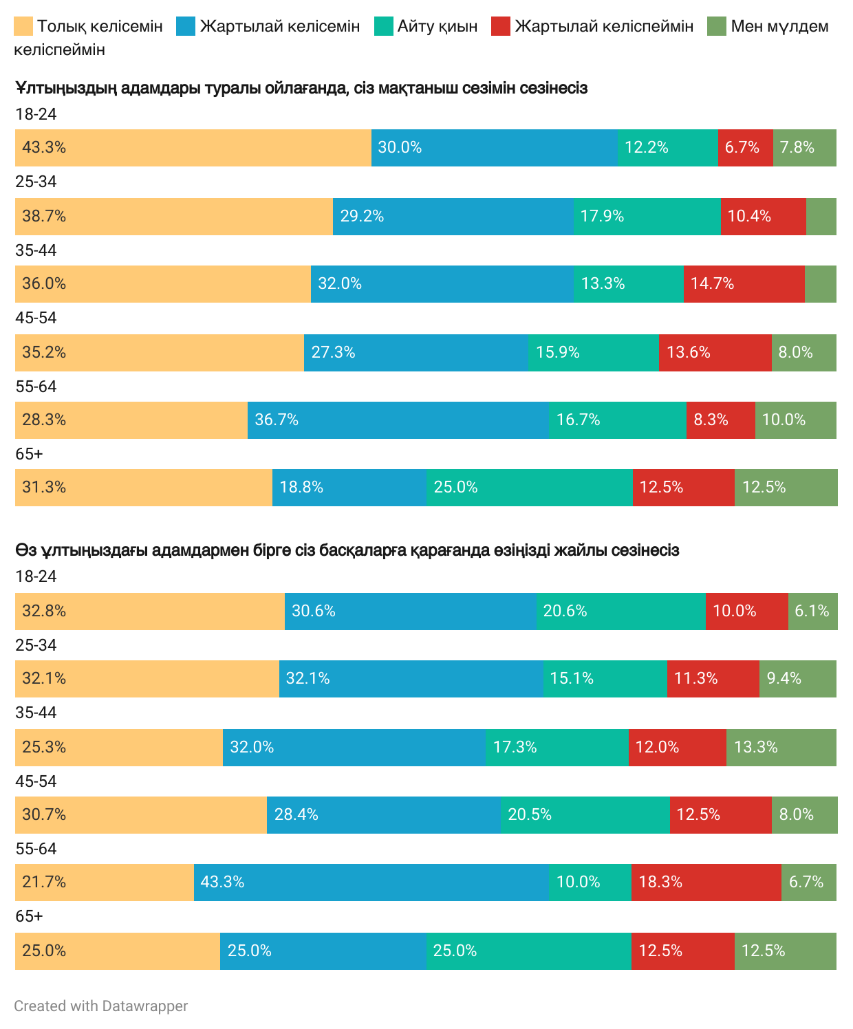 Толық келісемін Жартылай келісемін Айту қиын Жартылай келіспеймін Мен мүлдем
келіспеймін
Ұлтыңыздың адамдары туралы ойлағанда, сіз мақтаныш сезімін сезінесіз
18-24
43.3% 30.0% 12.2% 6.7% 7.8%
25-34
38.7% 29.2% 17.9% 10.4%
35-44
36.0% 32.0% 13.3% 14.7%
45-54
35.2% 27.3% 15.9% 13.6% 8.0%
55-64
28.3% 36.7% 16.7% 8.3% 10.0%
65+
31.3% 18.8% 25.0% 12.5% 12.5%
Өз ұлтыңыздағы адамдармен бірге сіз басқаларға қарағанда өзіңізді жайлы сезінесіз
18-24
32.8% 30.6% 20.6% 10.0% 6.1%
25-34
32.1% 32.1% 15.1% 11.3% 9.4%
35-44
25.3% 32.0% 17.3% 12.0% 13.3%
45-54
30.7% 28.4% 20.5% 12.5% 8.0%
55-64
21.7% 43.3% 10.0% 18.3% 6.7%
65+
25.0% 25.0% 25.0% 12.5% 12.5%
Created with Datawrapper